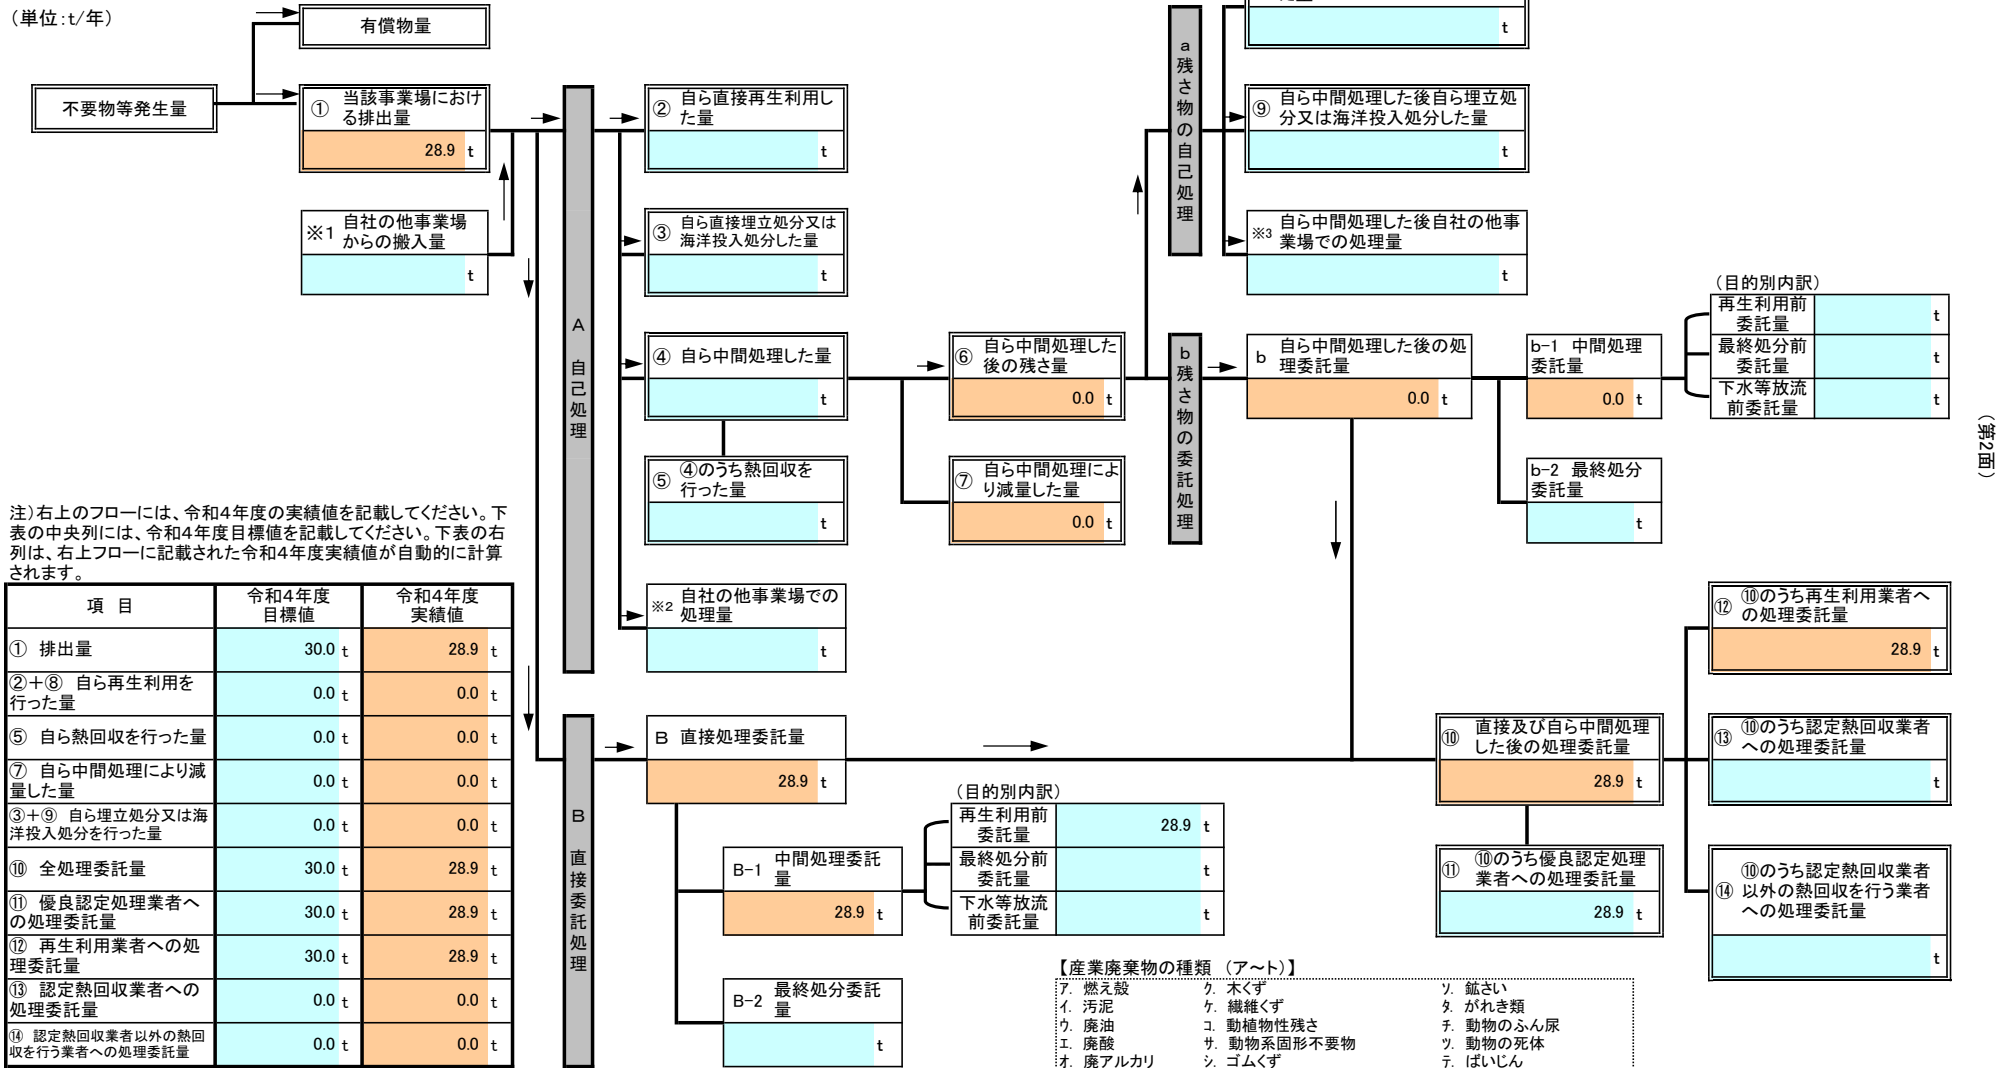 （単位：t/年）
有償物量
不要物等発生量
①
当該事業場におけ
る排出量
28.9 t
※1
自社の他事業場
からの搬入量
t
A 自己処理
②
自ら直接再生利用し
た量
t
③
自ら直接埋立処分又は
海洋投入処分した量
t
④ 自ら中間処理した量
t
⑤
④のうち熱回収を
行った量
t
※2
自社の他事業場での
処理量
t
⑥
自ら中間処理した
後の残さ量
0.0 t
⑦
自ら中間処理によ
り減量した量
0.0 t
a残さ物の自己処理
t
⑨
自ら中間処理した後自ら埋立処
分又は海洋投入処分した量
t
※3
自ら中間処理した後自社の他事
業場での処理量
t
b残さ物の委託処理
b
自ら中間処理した後の処
理委託量
0.0 t
b-1 中間処理
委託量
0.0 t
b-2 最終処分
委託量
t
（目的別内訳）
再生利用前
委託量
t
最終処分前
委託量
t
下水等放流
前委託量
t
（第2面）
注）右上のフローには、令和4年度の実績値を記載してください。下
表の中央列には、令和4年度目標値を記載してください。下表の右
列は、右上フローに記載された令和4年度実績値が自動的に計算
されます。
項 目
令和4年度
目標値
令和4年度
実績値
① 排出量
30.0 t 28.9 t
②＋⑧ 自ら再生利用を
行った量
0.0 t 0.0 t
⑤ 自ら熱回収を行った量
0.0 t 0.0 t
⑦ 自ら中間処理により減
量した量
0.0 t 0.0 t
③＋⑨ 自ら埋立処分又は海
洋投入処分を行った量
0.0 t 0.0 t
⑩ 全処理委託量
30.0 t 28.9 t
⑪ 優良認定処理業者へ
の処理委託量
30.0 t 28.9 t
⑫ 再生利用業者への処
理委託量
30.0 t 28.9 t
⑬ 認定熱回収業者への
処理委託量
0.0 t 0.0 t
⑭ 認定熱回収業者以外の熱回
収を行う業者への処理委託量
0.0 t 0.0 t
B 直接委託処理
B 直接処理委託量
28.9 t
B-1
中間処理委託
量
28.9 t
B-2
最終処分委託
量
t
（目的別内訳）
再生利用前
委託量
28.9 t
最終処分前
委託量
t
下水等放流
前委託量
t
⑩
直接及び自ら中間処理
した後の処理委託量
28.9 t
⑪
⑩のうち優良認定処理
業者への処理委託量
28.9 t
⑫
⑩のうち再生利用業者へ
の処理委託量
28.9 t
⑬
⑩のうち認定熱回収業者
への処理委託量
t
⑭
⑩のうち認定熱回収業者
以外の熱回収を行う業者
への処理委託量
t
【産業廃棄物の種類 （ア～ト）】
ア. 燃え殻 ク. 木くず ソ. 鉱さい
イ. 汚泥 ケ. 繊維くず タ. がれき類
ウ. 廃油 コ. 動植物性残さ チ. 動物のふん尿
エ. 廃酸 サ. 動物系固形不要物 ツ. 動物の死体
オ. 廃アルカリ シ. ゴムくず テ. ばいじん